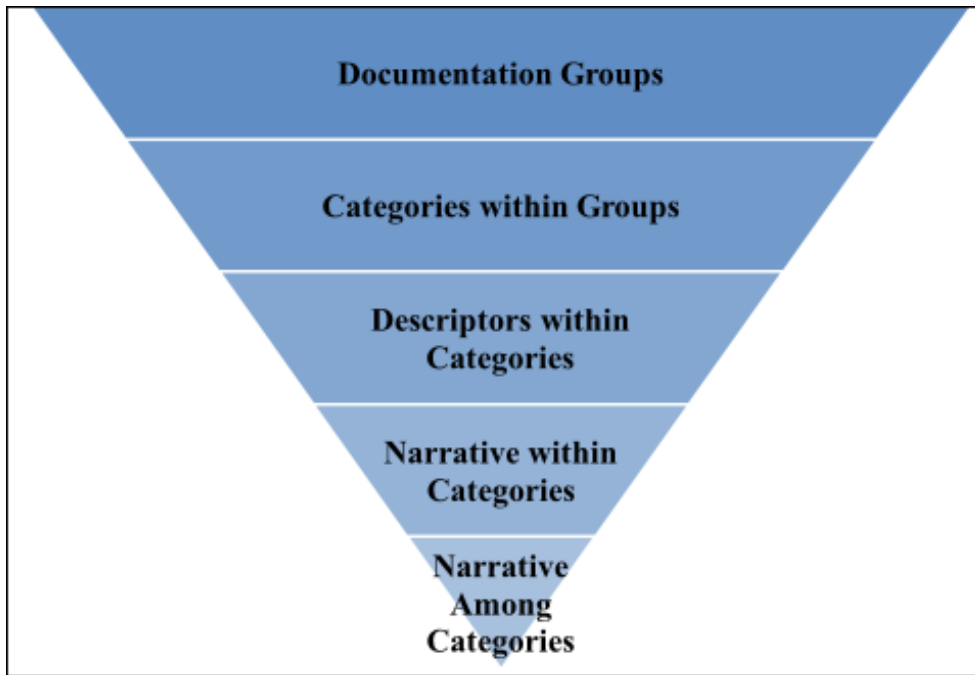 Documentation Groups
Categories within Groups
Descriptors within
Categories
Narrative within
Categories
Narrative
Among
Categories